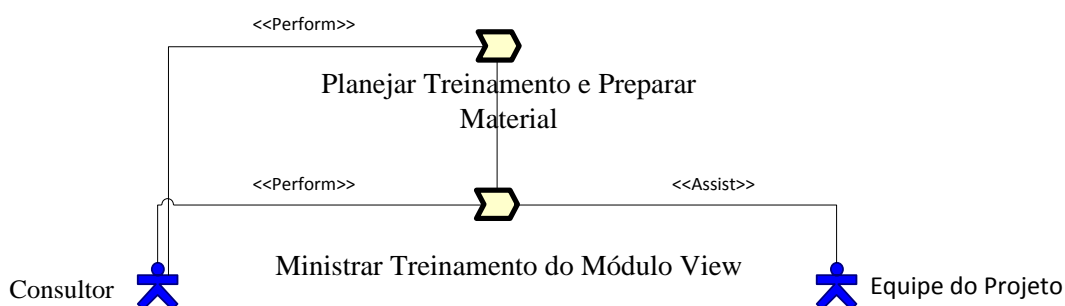 <<Perform>>
Planejar Treinamento e Preparar
Material
<<Perform>>
<<Assist>>
Ministrar Treinamento do Módulo View
Consultor
Equipe do Projeto